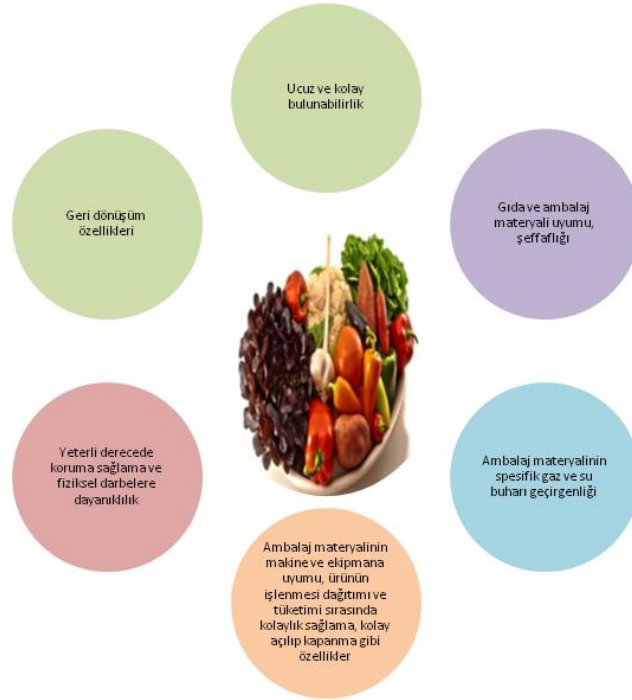 Ucuz ve kolay
bulunabilirlik
Geri dönüşüm
özellikleri
Gıda ve ambalaj
materyali uyumu,
şeffaflığı
Yeterli derecede
koruma sağlama ve
fiziksel darbelere
dayanıklılık
Ambalaj materyalinin
spesifik gaz ve su
buharı geçirgenliği
Ambalaj materyalinin
makine ve ekipmana
uyumu, ürünün
işlenmesi dağıtımı ve
tüketimi sırasında
kolaylık sağlama, kolay
açılıp kapanma gibi
özellikler